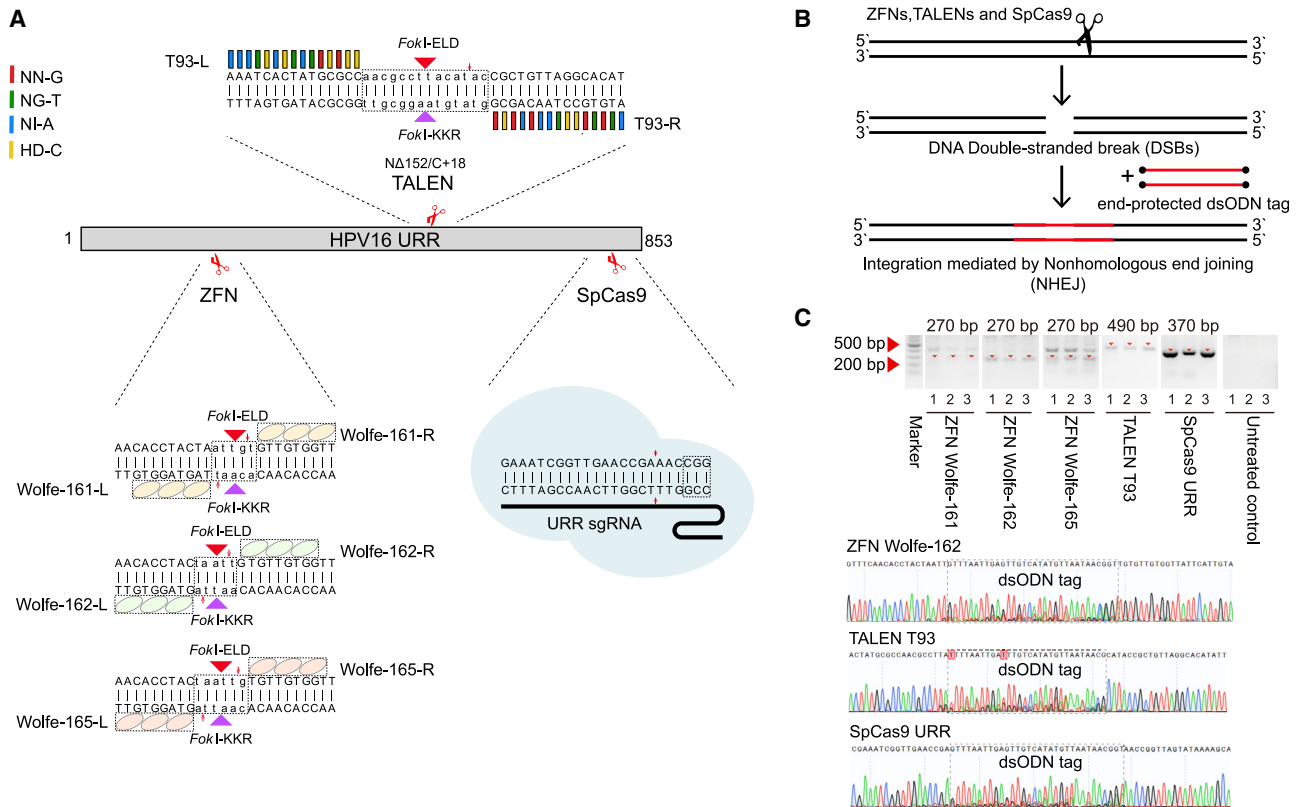 A
T93-L
FokI-ELD
AAATCACTATGCGCCaacgccttacatacCGCTGTTAGGCACAT
TTTAGTGATACGCGGttgcggaatgtatgGCGACAATCCGTGTA
FokI-KKR
T93-R
NN-G
NG-T
NI-A
HD-C
NΔ152/C+18
TALEN
1
HPV16 URR
853
ZFN
SpCas9
FokI-ELD
Wolfe-161-R
AACACCTACTAattgtGTTGTGGTT
TTGTGGATGATtaacaCAACACCAA
Wolfe-161-L
FokI-KKR
FokI-ELD
Wolfe-162-R
AACACCTACTaattGTGTTGTGGTT
TTGTGGATGattaaCACAACACCAA
Wolfe-162-L
FokI-KKR
FokI-ELD
Wolfe-165-R
AACACCTACtaattgTGTTGTGGTT
TTGTGGATGattaacACAACACCAA
Wolfe-165-L
FokI-KKR
GAAATCGGTTGAACCGAAACCGG
CTTTAGCCAACTTGGCTTTGGCC
URR sgRNA
B
ZFNs,TALENs and SpCas9
5` 3`
3` 5`
5` 3`
3` 5`
DNA Double-stranded break (DSBs)
+
end-protected dsODN tag
5` 3`
3` 5`
Integration mediated by Nonhomologous end joining
(NHEJ)
C
270 bp 270 bp 270 bp 490 bp 370 bp
500 bp
200 bp
1 2 3 1 2 3 1 2 3 1 2 3 1 2 3 1 2 3
Marker
ZFN Wolfe-161
ZFN Wolfe-162
ZFN Wolfe-165
TALEN T93
SpCas9 URR
Untreated control
ZFN Wolfe-162
GTTTCAACACCTACTAATTGTTTAATTGAGTTGTCATATGTTAATAACGGTTGTGTTGTGGTTATTCATTGTA
dsODN tag
TALEN T93
ACTATGCGCCAACGCCTTATTTTAATTGATTTGTCATATGTTAATAACGCATACCGCTGTTAGGCACATATT
dsODN tag
SpCas9 URR
CGAAATCGGTTGAACCGAGTTTAATTGAGTTGTCATATGTTAATAACGGTAACCGGTTAGTATAAAAGCA
dsODN tag